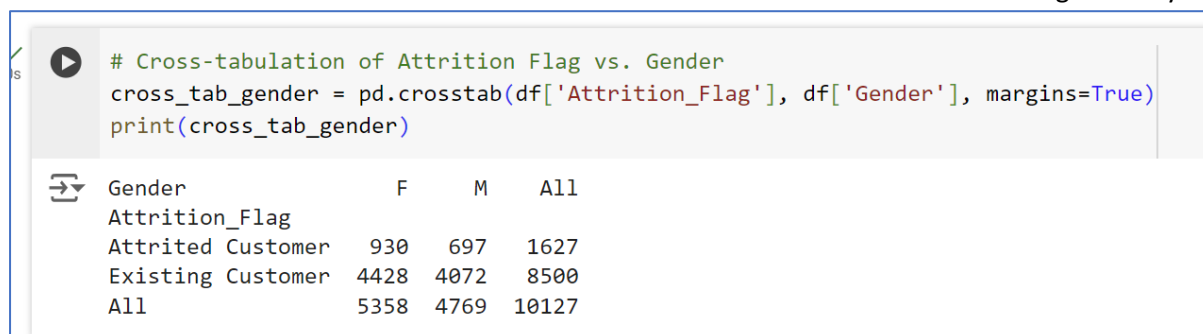 # Cross-tabulation of Attrition Flag vs. Gender
cross_tab_gender = pd.crosstab(df['Attrition_Flag'], df['Gender'], margins=True)
print(cross_tab_gender)
Gender F M All
Attrition_Flag
Attrited Customer 930 697 1627
Existing Customer 4428 4072 8500
All 5358 4769 10127